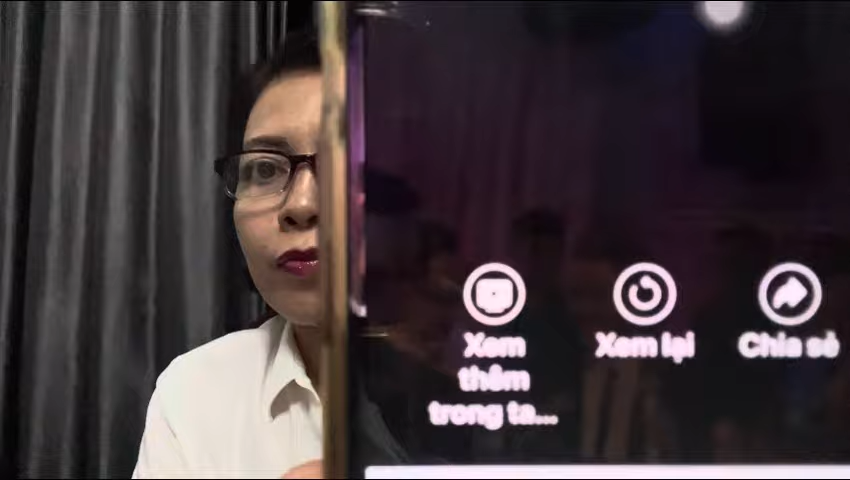 Xem
thêm
trong ta...
Xem lại
Chia sẻ